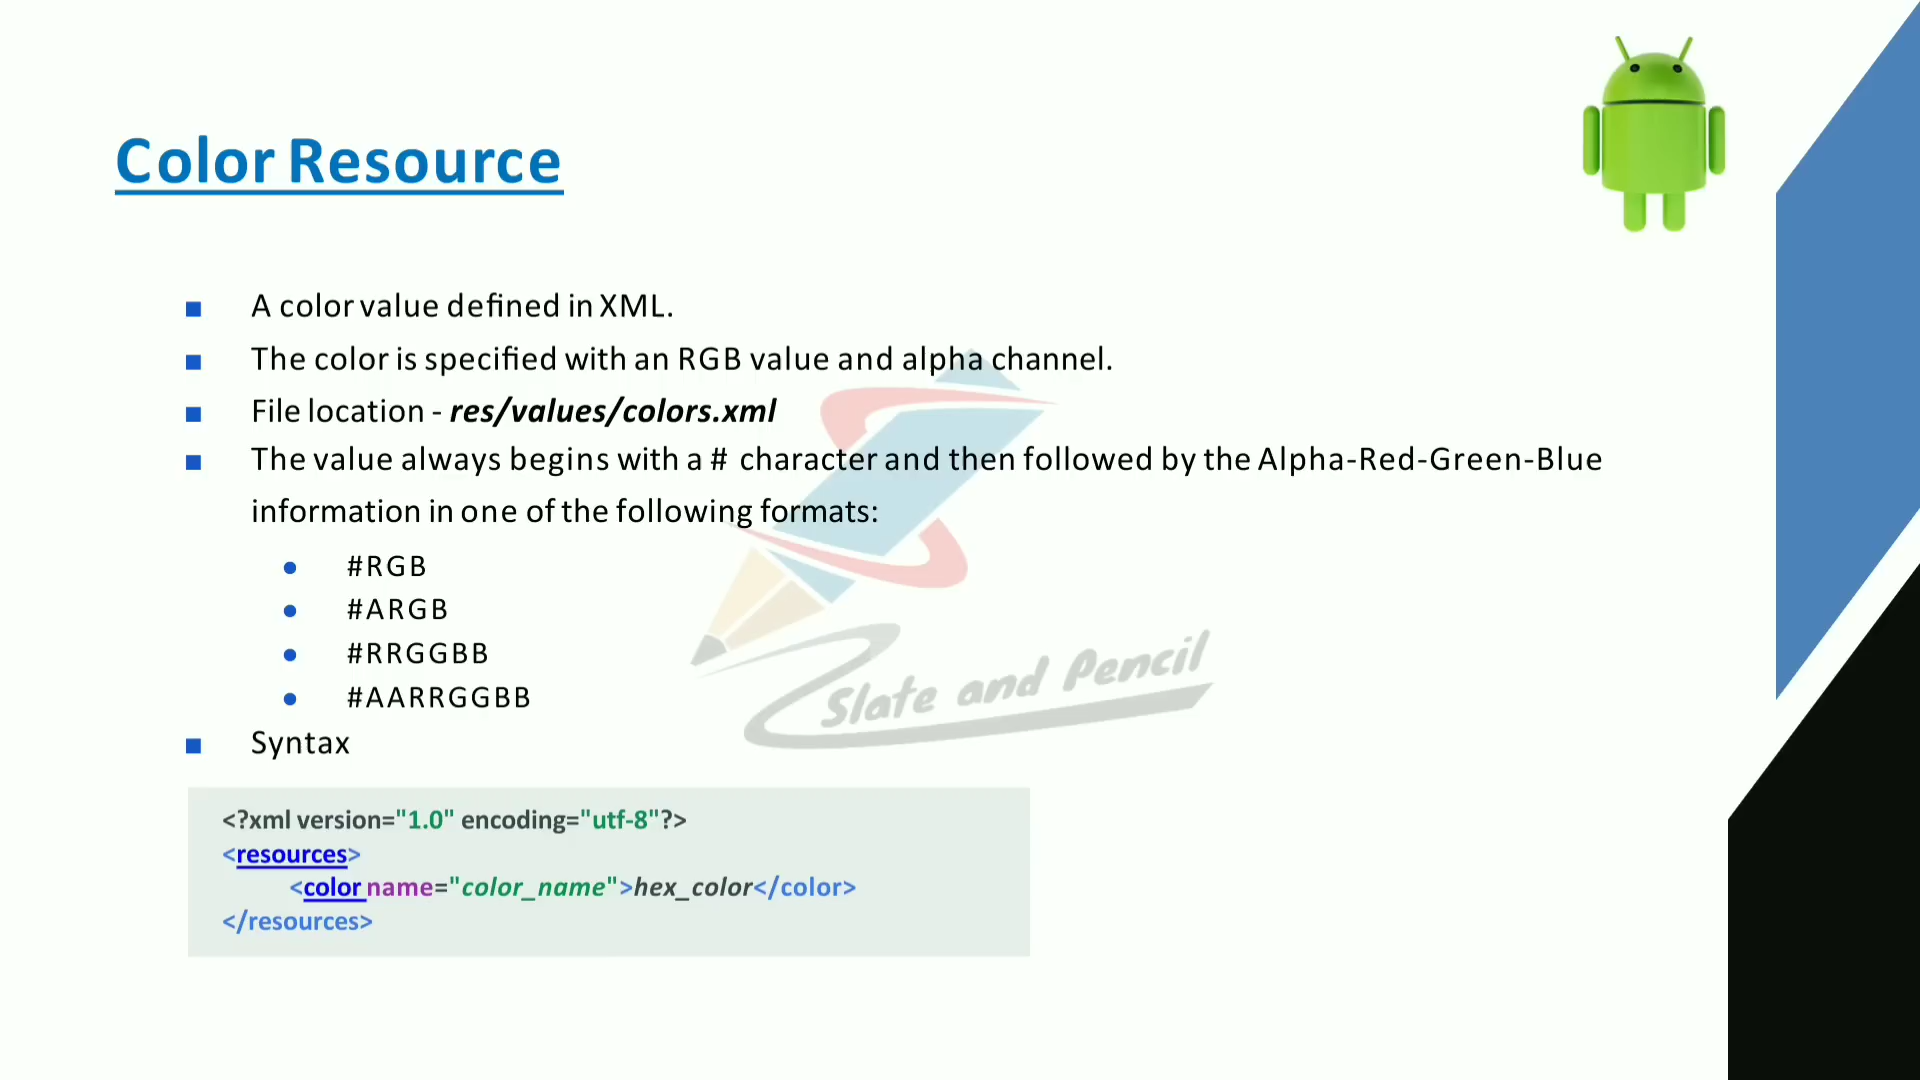 Color Resource
A color value defined in XML.
The color is specified with an RGB value and alpha channel.
File location - res/values/colors.xml
The value always begins with a # character and then followed by the Alpha-Red-Green-Blue
information in one of the following formats:
#RGB
#ARGB
#RRGGBB
#AARRGGBB
Slate and Pencil
Syntax
<?xml version="1.0" encoding="utf-8"?>
<resources>
<color name="color_name">hex_color</color>
</resources>